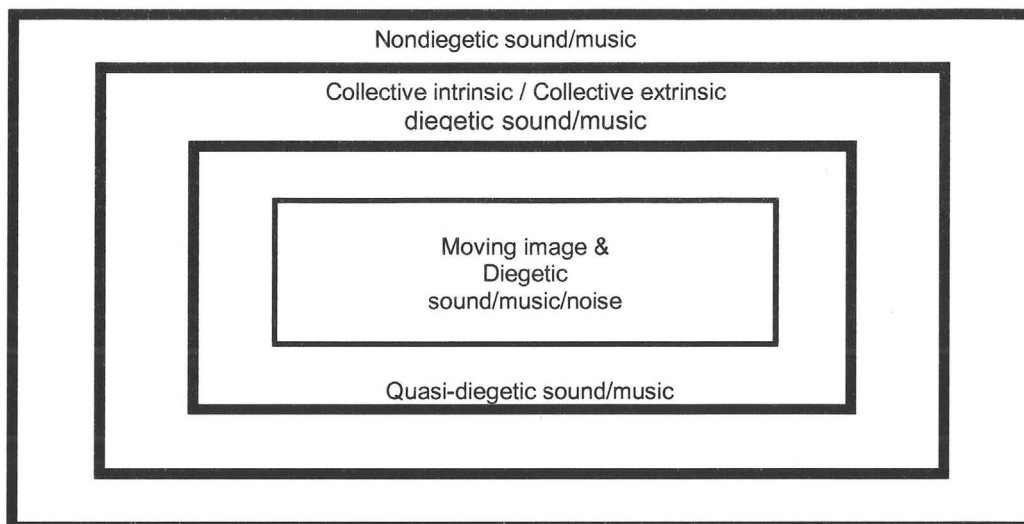 Nondiegetic sound/music
Collective intrinsic / Collective extrinsic
diegetic sound/music
Moving image &
Diegetic
sound/music/noise
Quasi-diegetic sound/music